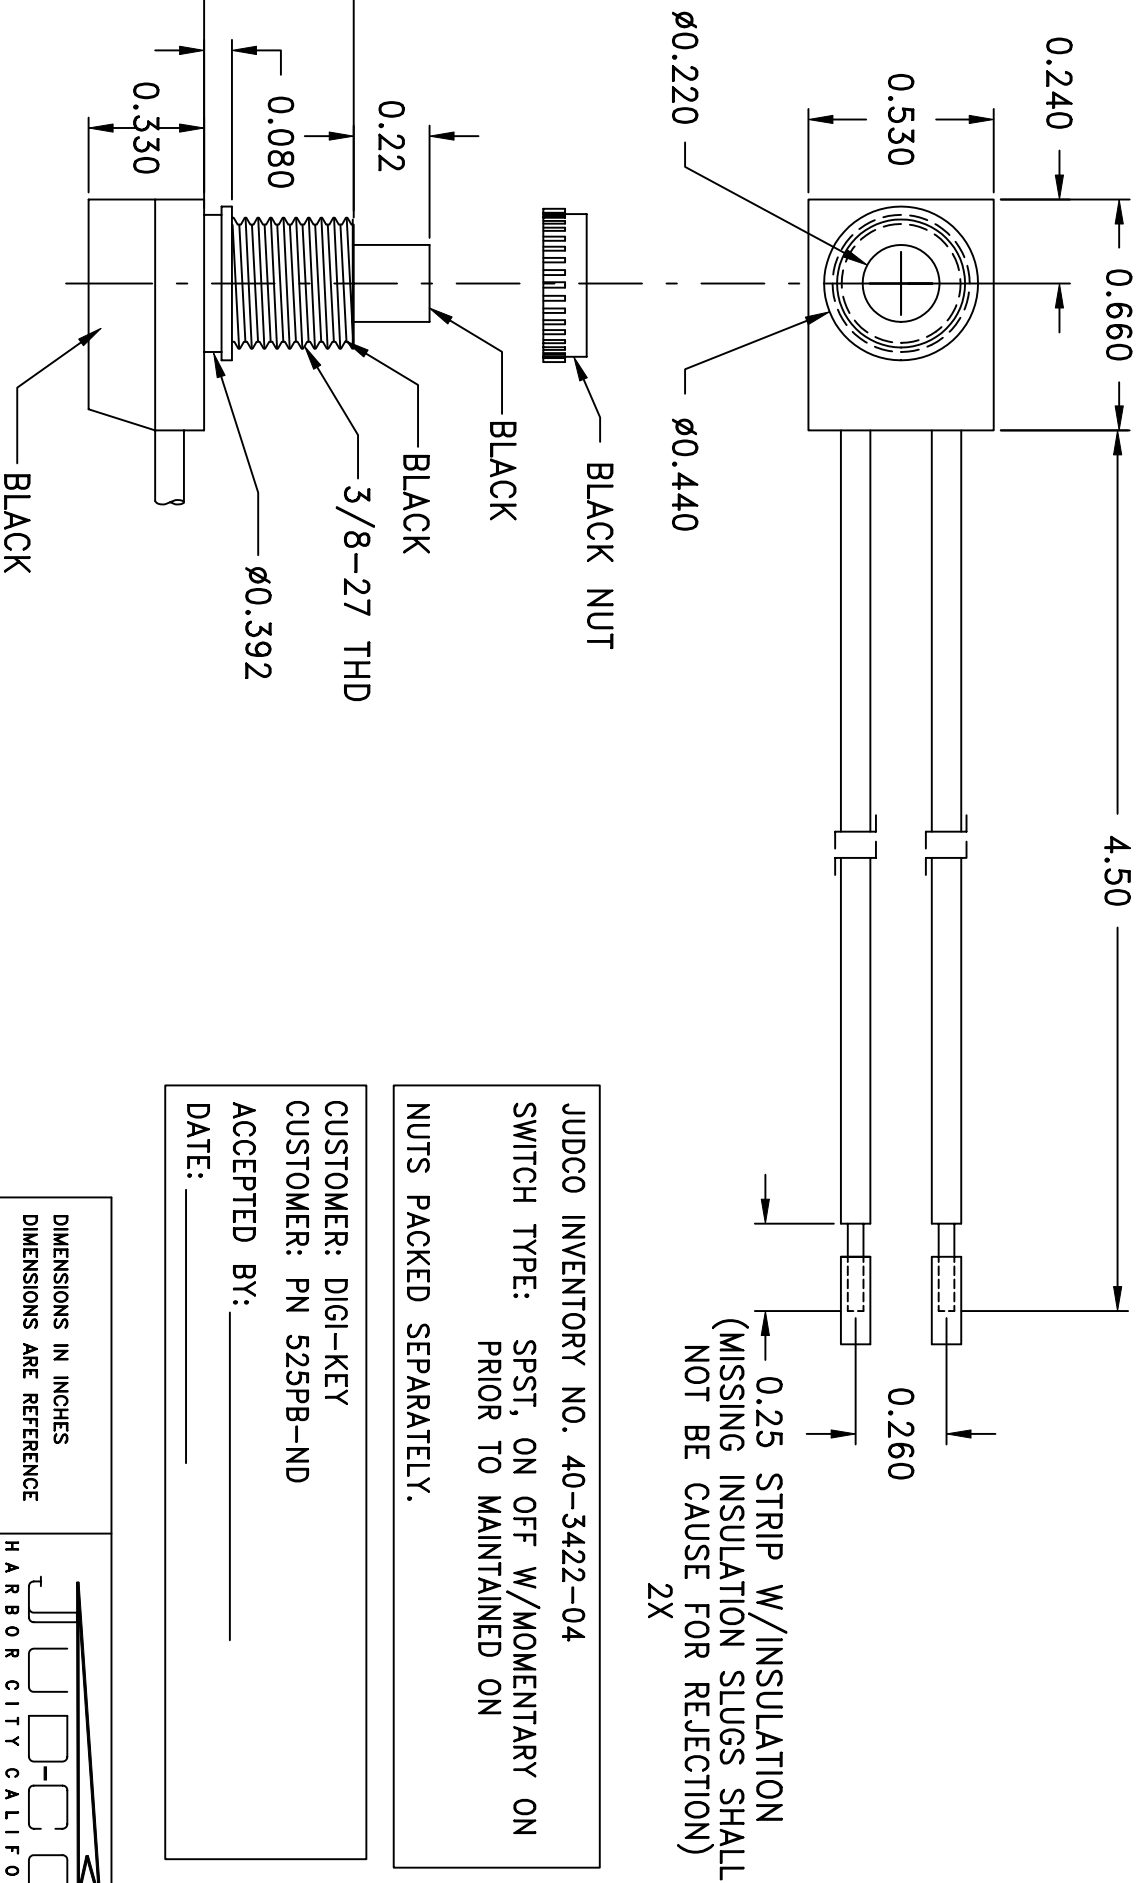 0.240
0.660
4.50
0.530
ø0.220
ø0.440
0.260
0.25 STRIP W/INSULATION
(MISSING INSULATION SLUGS SHALL
NOT BE CAUSE FOR REJECTION)
2X
0.22
0.080
0.330
BLACK NUT
BLACK
BLACK
3/8-27 THD
ø0.392
BLACK
JUDCO INVENTORY NO. 40-3422-04
SWITCH TYPE: SPST, ON OFF W/MOMENTARY ON
PRIOR TO MAINTAINED ON
NUTS PACKED SEPARATELY.
CUSTOMER: DIGI-KEY
CUSTOMER: PN 525PB-ND
ACCEPTED BY:
DATE:
DIMENSIONS IN INCHES
DIMENSIONS ARE REFERENCE
HARBOR CITY CALIFO